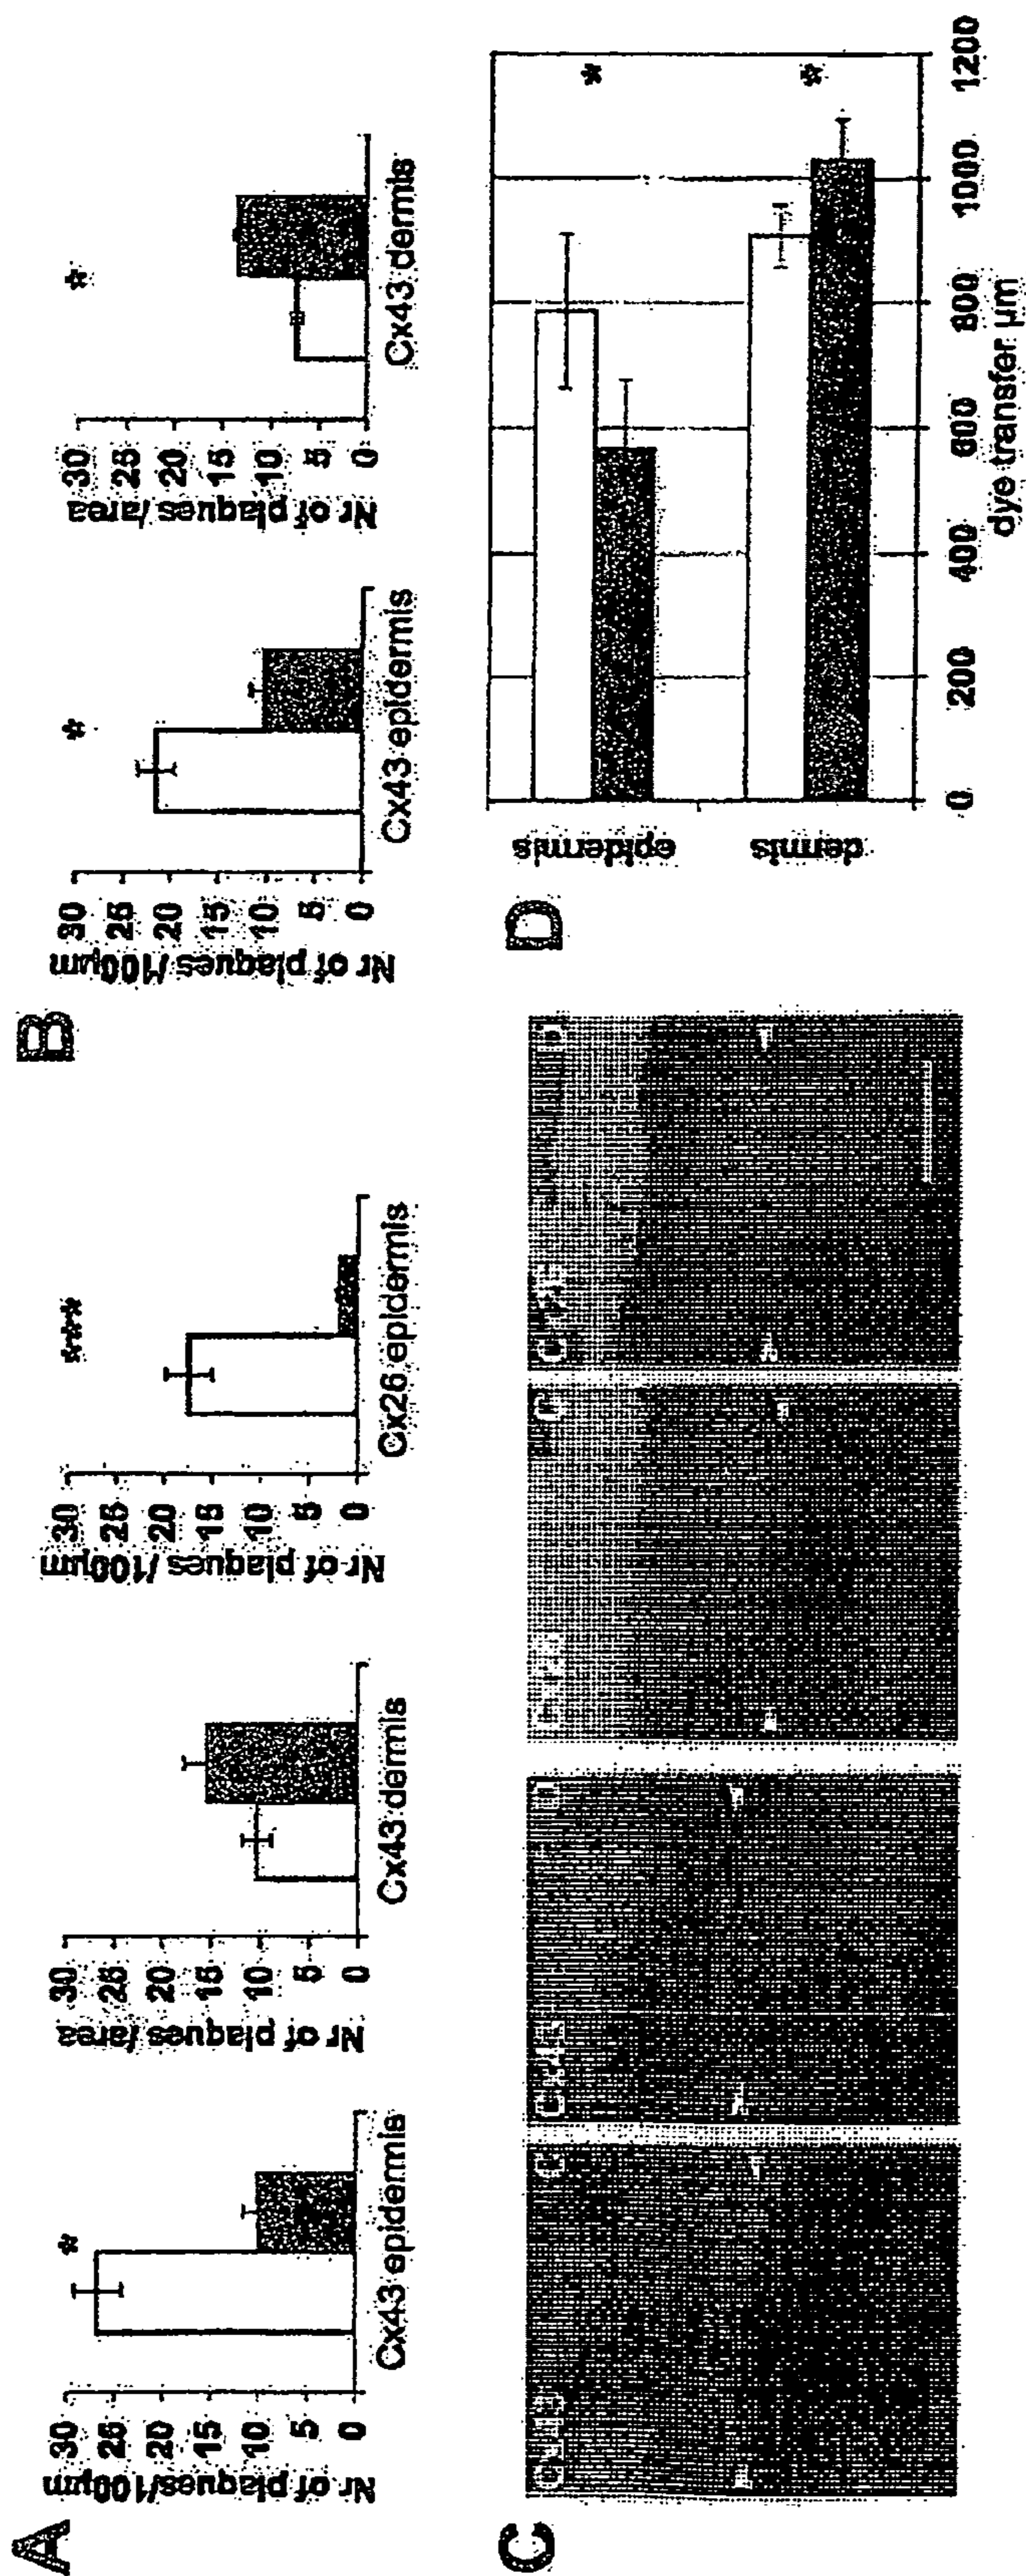 A
Nr of plaques/100µm
30
25
20
15
10
5
0
*
Cx43 epidermis
Nr of plaques /area
30
25
20
15
10
5
0
Cx43 dermis
Nr of plaques /100µm
30
25
20
15
10
5
0
***
Cx26 epidermis
B
Nr of plaques /100µm
30
25
20
15
10
5
0
*
Cx43 epidermis
Nr of plaques /area
30
25
20
15
10
5
0
*
Cx43 dermis
C
Cx43 C
Cx43 D
Cx26 C
D
epidermis
dermis
*
*
0 200 400 600 800 1000 1200
dye transfer µm